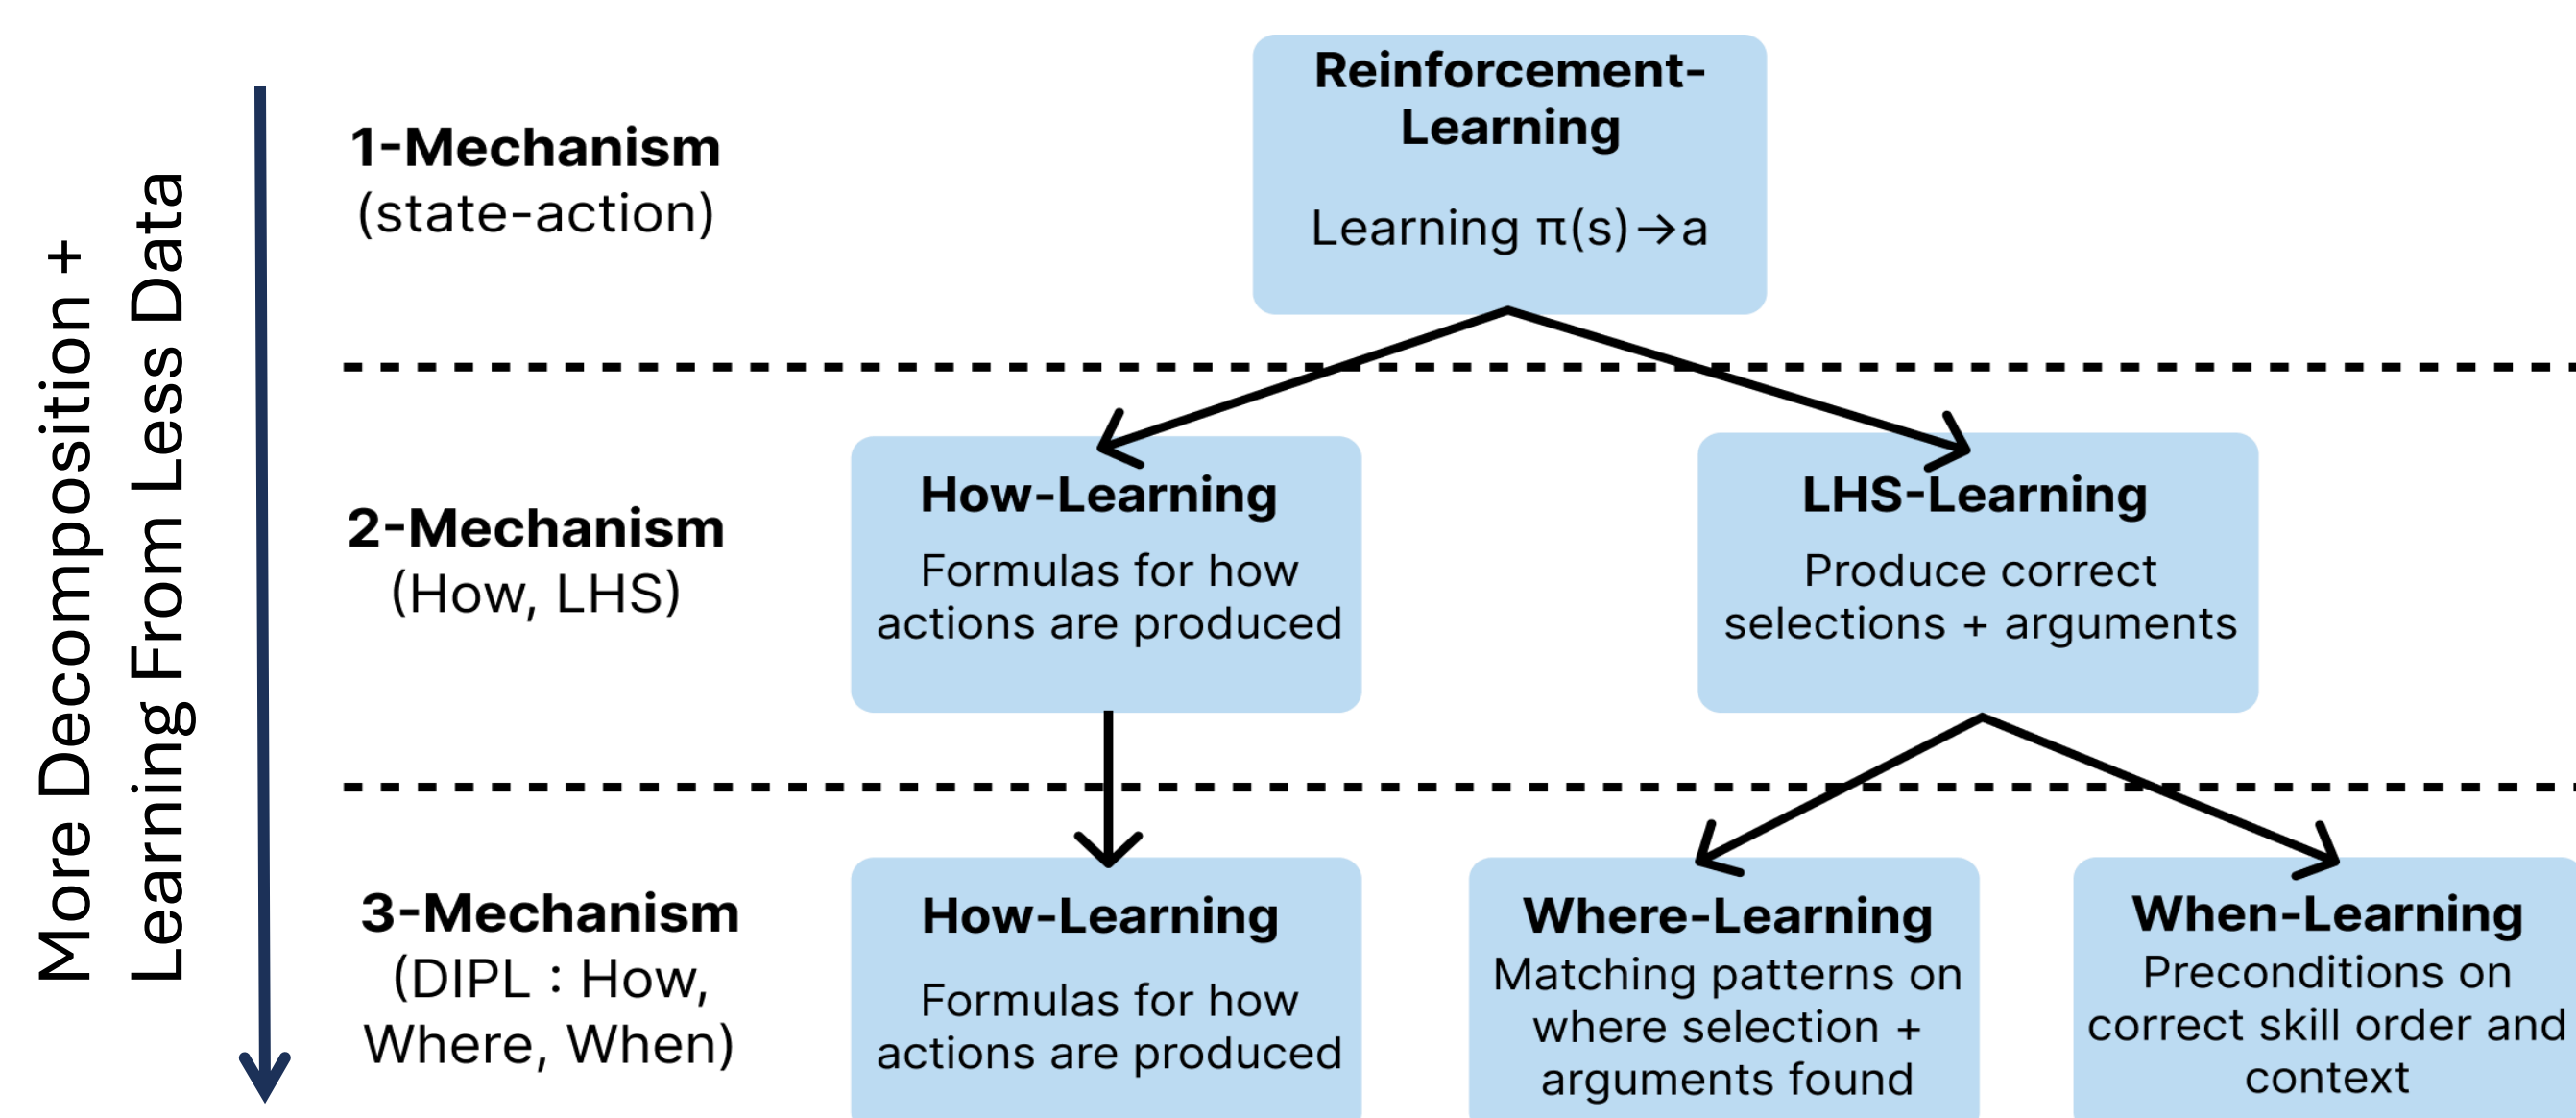 More Decomposition +
Learning From Less Data
1-Mechanism
(state-action)
Reinforcement-
Learning
Learning π(s)→a
2-Mechanism
(How, LHS)
How-Learning
Formulas for how
actions are produced
LHS-Learning
Produce correct
selections + arguments
3-Mechanism
(DIPL : How,
Where, When)
How-Learning
Formulas for how
actions are produced
Where-Learning
Matching patterns on
where selection +
arguments found
When-Learning
Preconditions on
correct skill order and
context